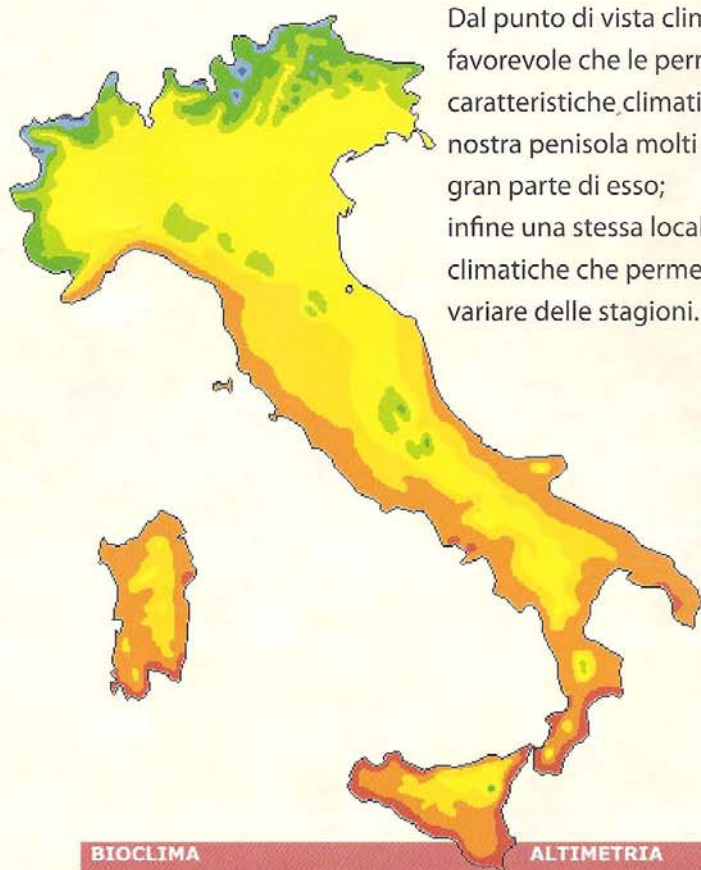 Dal punto di vista clim
favorevole che le perr
caratteristiche climati
nostra penisola molti
gran parte di esso;
infine una stessa local
climatiche che perme
variare delle stagioni.
BIOCLIMA
ALTIMETRIA